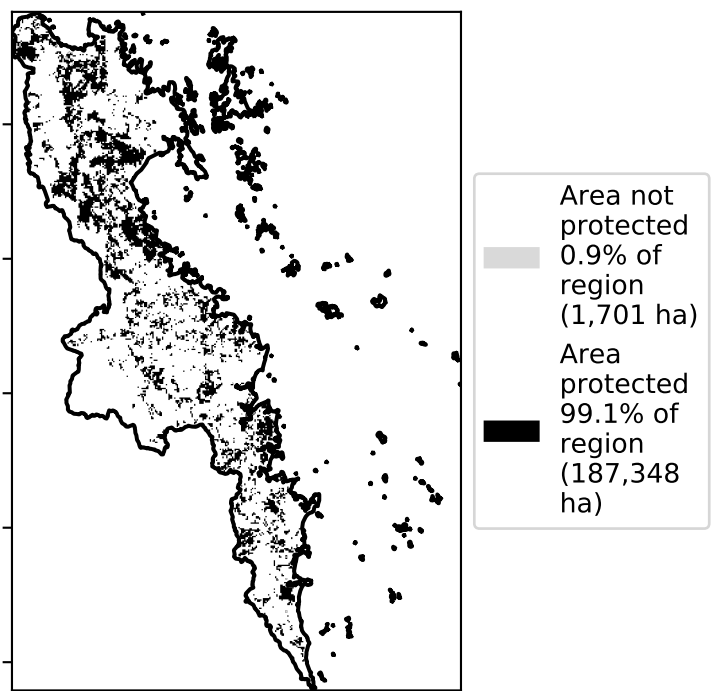 Area not
protected
0.9% of
region
(1,701 ha)
Area
protected
99.1% of
region
(187,348
ha)